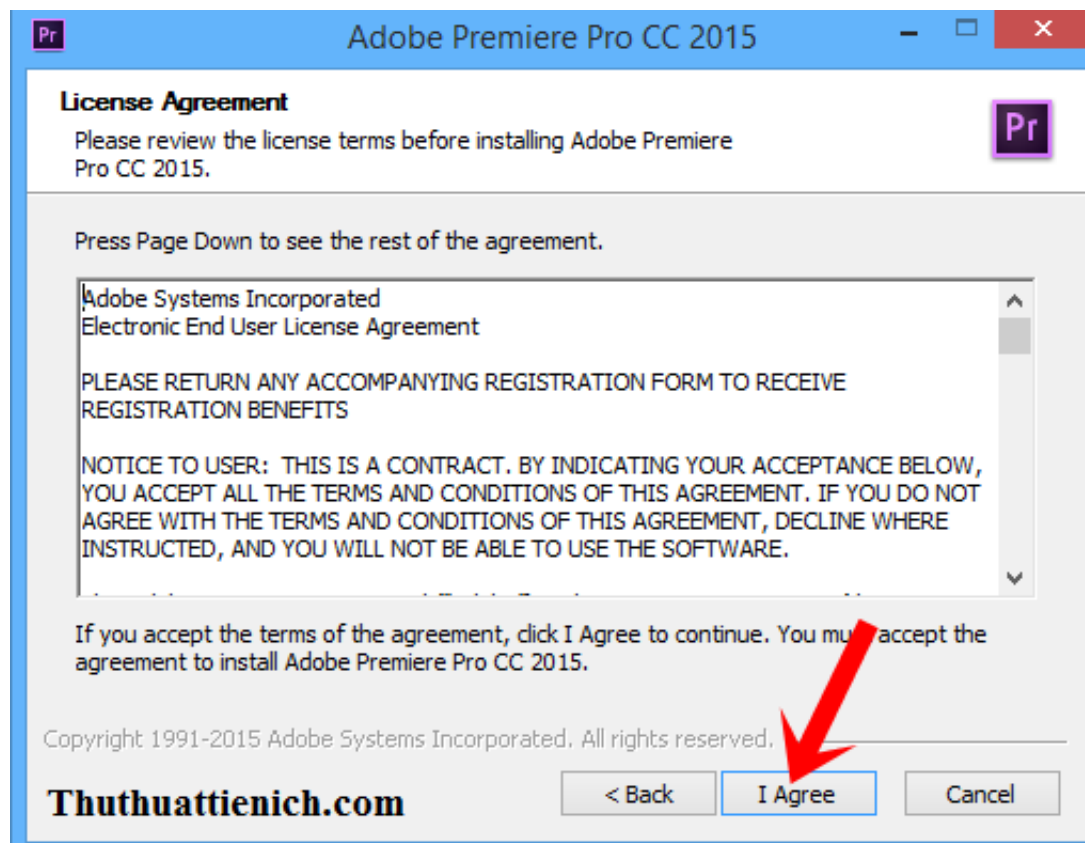 Pr
Adobe Premiere Pro CC 2015
License Agreement
Please review the license terms before installing Adobe Premiere
Pro CC 2015.
Pr
Press Page Down to see the rest of the agreement.
Adobe Systems Incorporated
Electronic End User License Agreement
PLEASE RETURN ANY ACCOMPANYING REGISTRATION FORM TO RECEIVE
REGISTRATION BENEFITS
NOTICE TO USER: THIS IS A CONTRACT. BY INDICATING YOUR ACCEPTANCE BELOW,
YOU ACCEPT ALL THE TERMS AND CONDITIONS OF THIS AGREEMENT. IF YOU DO NOT
AGREE WITH THE TERMS AND CONDITIONS OF THIS AGREEMENT, DECLINE WHERE
INSTRUCTED, AND YOU WILL NOT BE ABLE TO USE THE SOFTWARE.
If you accept the terms of the agreement, click I Agree to continue. You must accept the
agreement to install Adobe Premiere Pro CC 2015.
Copyright 1991-2015 Adobe Systems Incorporated. All rights reserved.
Thuthuattienich.com
< Back
I Agree
Cancel